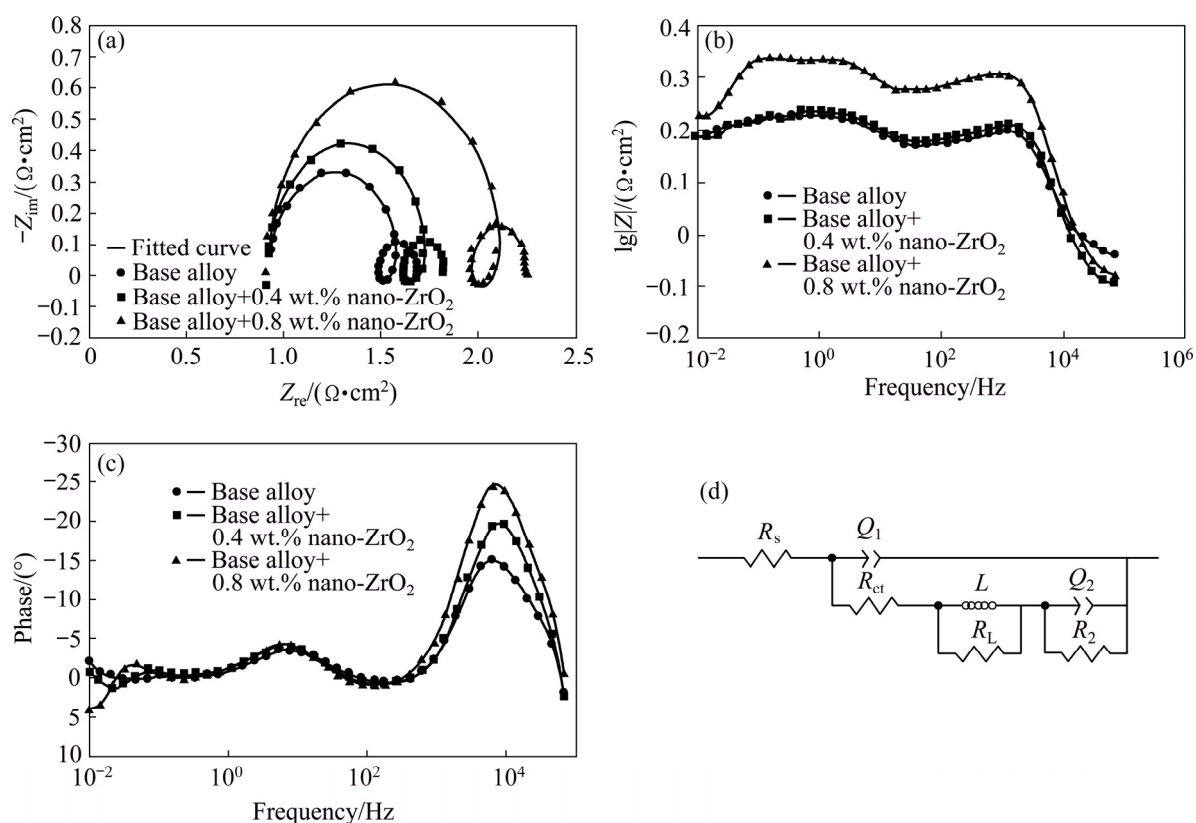 (a)
0.8
0.7
0.6
0.5
0.4
0.3
0.2
0.1
0
−0.1
−0.2
−Zim/(Ω•cm2)
— Fitted curve
Base alloy
Base alloy+0.4 wt.% nano-ZrO2
Base alloy+0.8 wt.% nano-ZrO2
0 0.5 1.0 1.5 2.0 2.5
Zre/(Ω•cm2)
(b)
0.4
0.3
0.2
0.1
0
−0.1
−0.2
lg|Z|/(Ω•cm2)
Base alloy
Base alloy+
0.4 wt.% nano-ZrO2
Base alloy+
0.8 wt.% nano-ZrO2
10−2 100 102 104 106
Frequency/Hz
(c)
−30
−25
−20
−15
−10
−5
0
5
10
Phase/(°)
Base alloy
Base alloy+
0.4 wt.% nano-ZrO2
Base alloy+
0.8 wt.% nano-ZrO2
10−2 100 102 104
Frequency/Hz
(d)
Rs Q1
Rct L Q2
RL R2